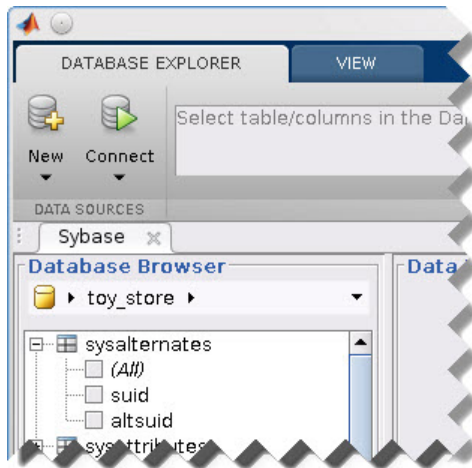 DATABASE EXPLORER
VIEW
New
Connect
Select table/columns in the Da
DATA SOURCES
Sybase
Database Browser
Data
toy_store
sysalternates
(All)
suid
altsuid
sysattributes